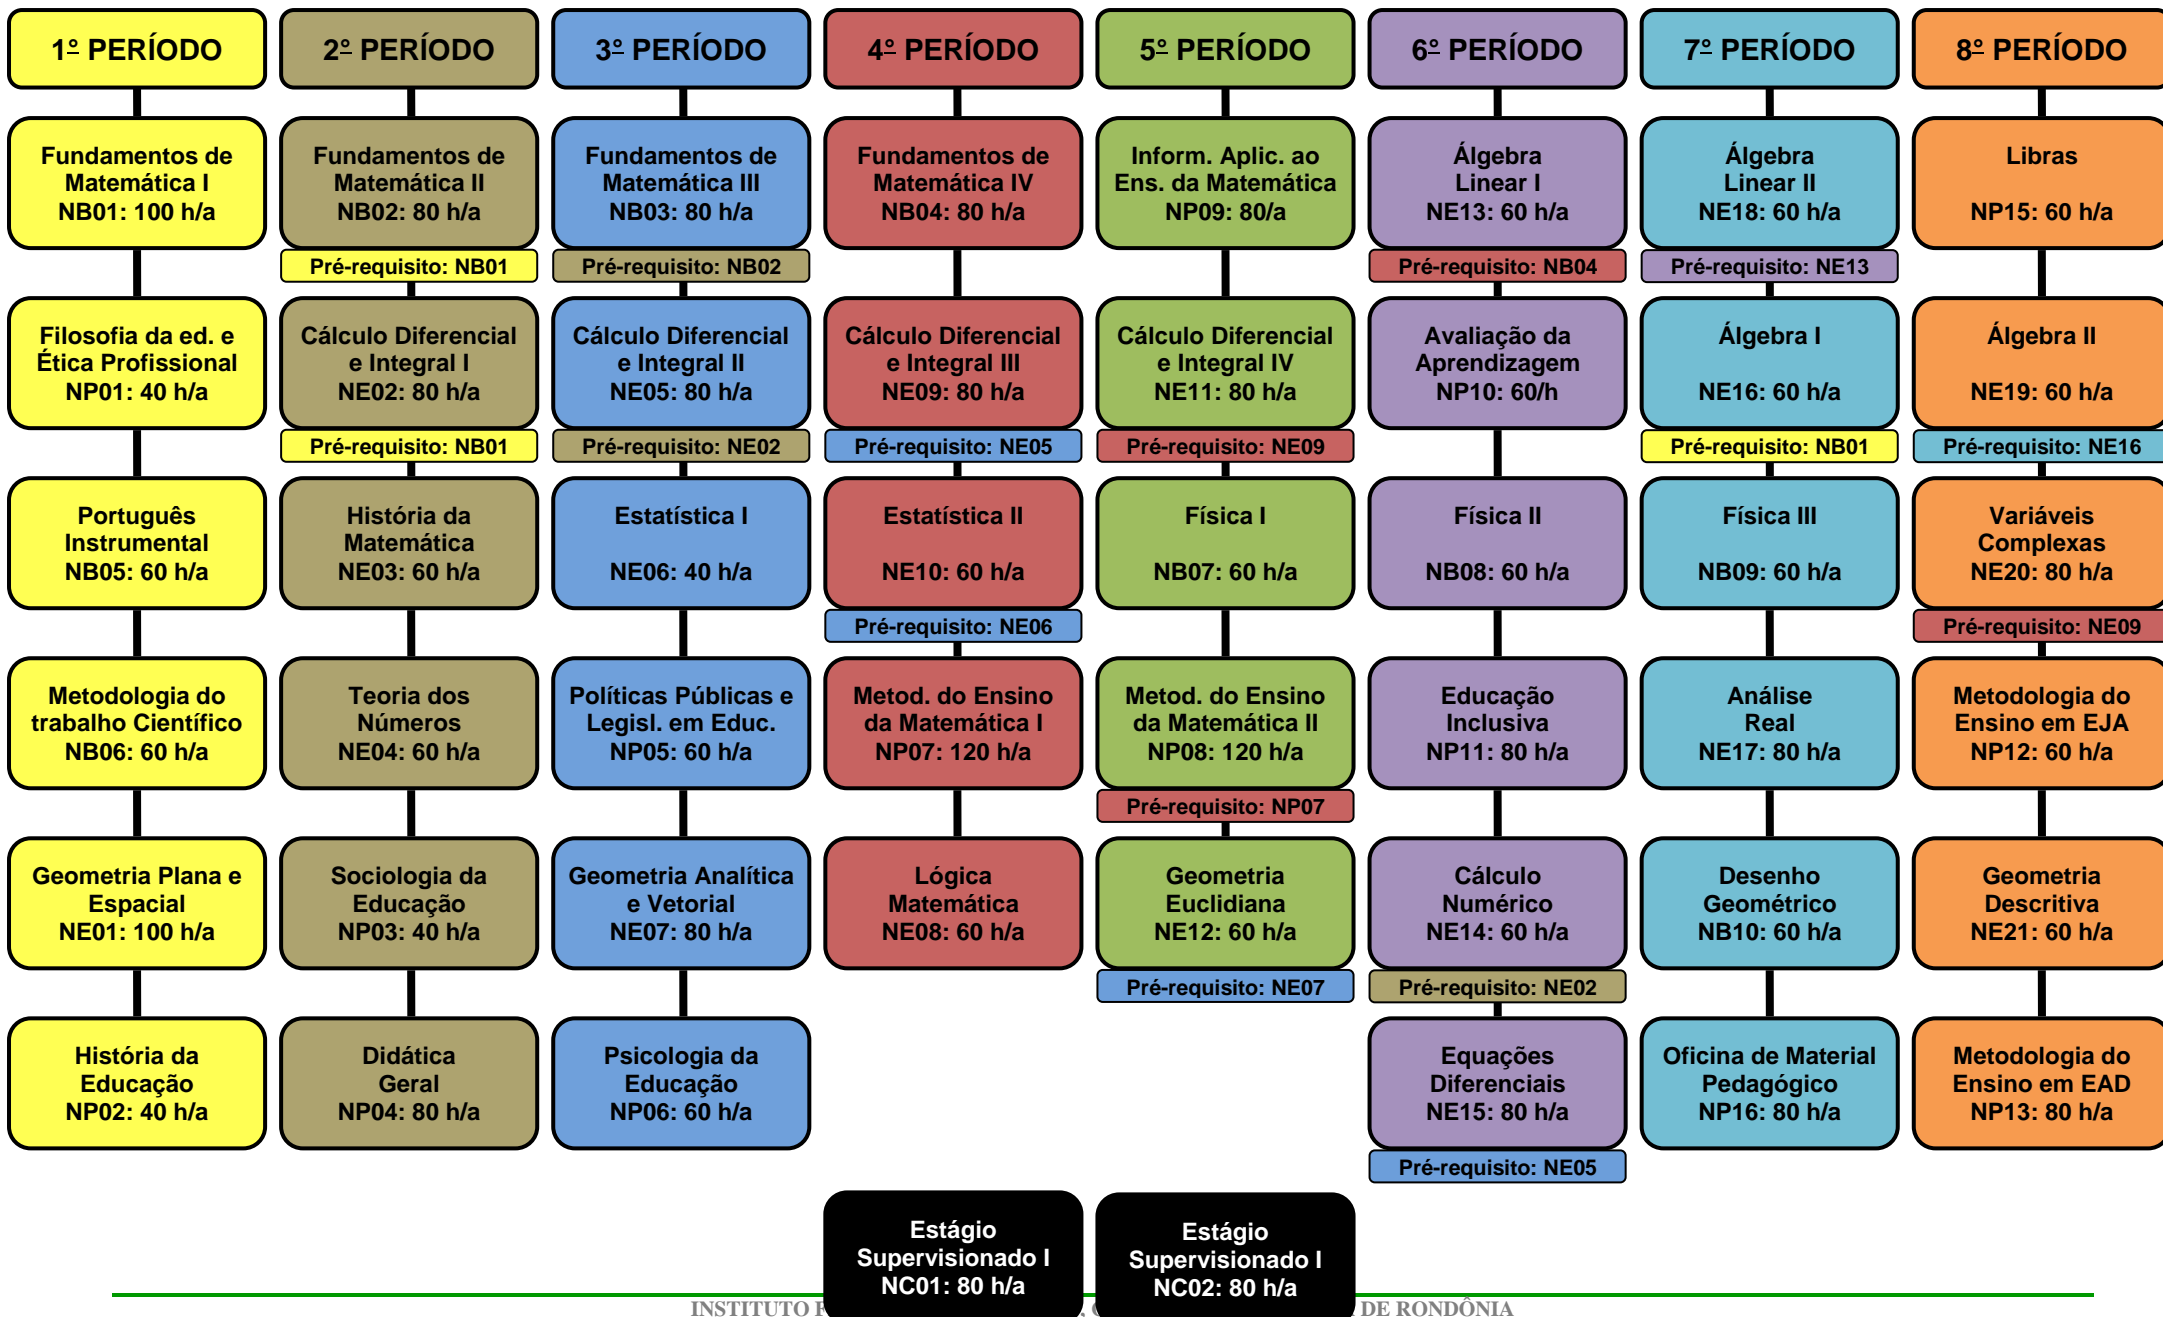 1º PERÍODO
Fundamentos de
Matemática I
NB01: 100 h/a
Filosofia da ed. e
Ética Profissional
NP01: 40 h/a
Português
Instrumental
NB05: 60 h/a
Metodologia do
trabalho Científico
NB06: 60 h/a
Geometria Plana e
Espacial
NE01: 100 h/a
História da
Educação
NP02: 40 h/a
2º PERÍODO
Fundamentos de
Matemática II
NB02: 80 h/a
Pré-requisito: NB01
Cálculo Diferencial
e Integral I
NE02: 80 h/a
Pré-requisito: NB01
História da
Matemática
NE03: 60 h/a
Teoria dos
Números
NE04: 60 h/a
Sociologia da
Educação
NP03: 40 h/a
Didática
Geral
NP04: 80 h/a
3º PERÍODO
Fundamentos de
Matemática III
NB03: 80 h/a
Pré-requisito: NB02
Cálculo Diferencial
e Integral II
NE05: 80 h/a
Pré-requisito: NE02
Estatística I
NE06: 40 h/a
Políticas Públicas e
Legisl. em Educ.
NP05: 60 h/a
Geometria Analítica
e Vetorial
NE07: 80 h/a
Psicologia da
Educação
NP06: 60 h/a
4º PERÍODO
Fundamentos de
Matemática IV
NB04: 80 h/a
Cálculo Diferencial
e Integral III
NE09: 80 h/a
Pré-requisito: NE05
Estatística II
NE10: 60 h/a
Pré-requisito: NE06
Metod. do Ensino
da Matemática I
NP07: 120 h/a
Lógica
Matemática
NE08: 60 h/a
Estágio
Supervisionado I
NC01: 80 h/a
5º PERÍODO
Inform. Aplic. ao
Ens. da Matemática
NP09: 80/a
Cálculo Diferencial
e Integral IV
NE11: 80 h/a
Pré-requisito: NE09
Física I
NB07: 60 h/a
Metod. do Ensino
da Matemática II
NP08: 120 h/a
Pré-requisito: NP07
Geometria
Euclidiana
NE12: 60 h/a
Pré-requisito: NE07
Estágio
Supervisionado I
NC02: 80 h/a
6º PERÍODO
Álgebra
Linear I
NE13: 60 h/a
Pré-requisito: NB04
Avaliação da
Aprendizagem
NP10: 60/h
Física II
NB08: 60 h/a
Educação
Inclusiva
NP11: 80 h/a
Cálculo
Numérico
NE14: 60 h/a
Pré-requisito: NE02
Equações
Diferenciais
NE15: 80 h/a
Pré-requisito: NE05
7º PERÍODO
Álgebra
Linear II
NE18: 60 h/a
Pré-requisito: NE13
Álgebra I
NE16: 60 h/a
Pré-requisito: NB01
Física III
NB09: 60 h/a
Análise
Real
NE17: 80 h/a
Desenho
Geométrico
NB10: 60 h/a
Oficina de Material
Pedagógico
NP16: 80 h/a
8º PERÍODO
Libras
NP15: 60 h/a
Álgebra II
NE19: 60 h/a
Pré-requisito: NE16
Variáveis
Complexas
NE20: 80 h/a
Pré-requisito: NE09
Metodologia do
Ensino em EJA
NP12: 60 h/a
Geometria
Descritiva
NE21: 60 h/a
Metodologia do
Ensino em EAD
NP13: 80 h/a
INSTITUTO DE RONDÔNIA